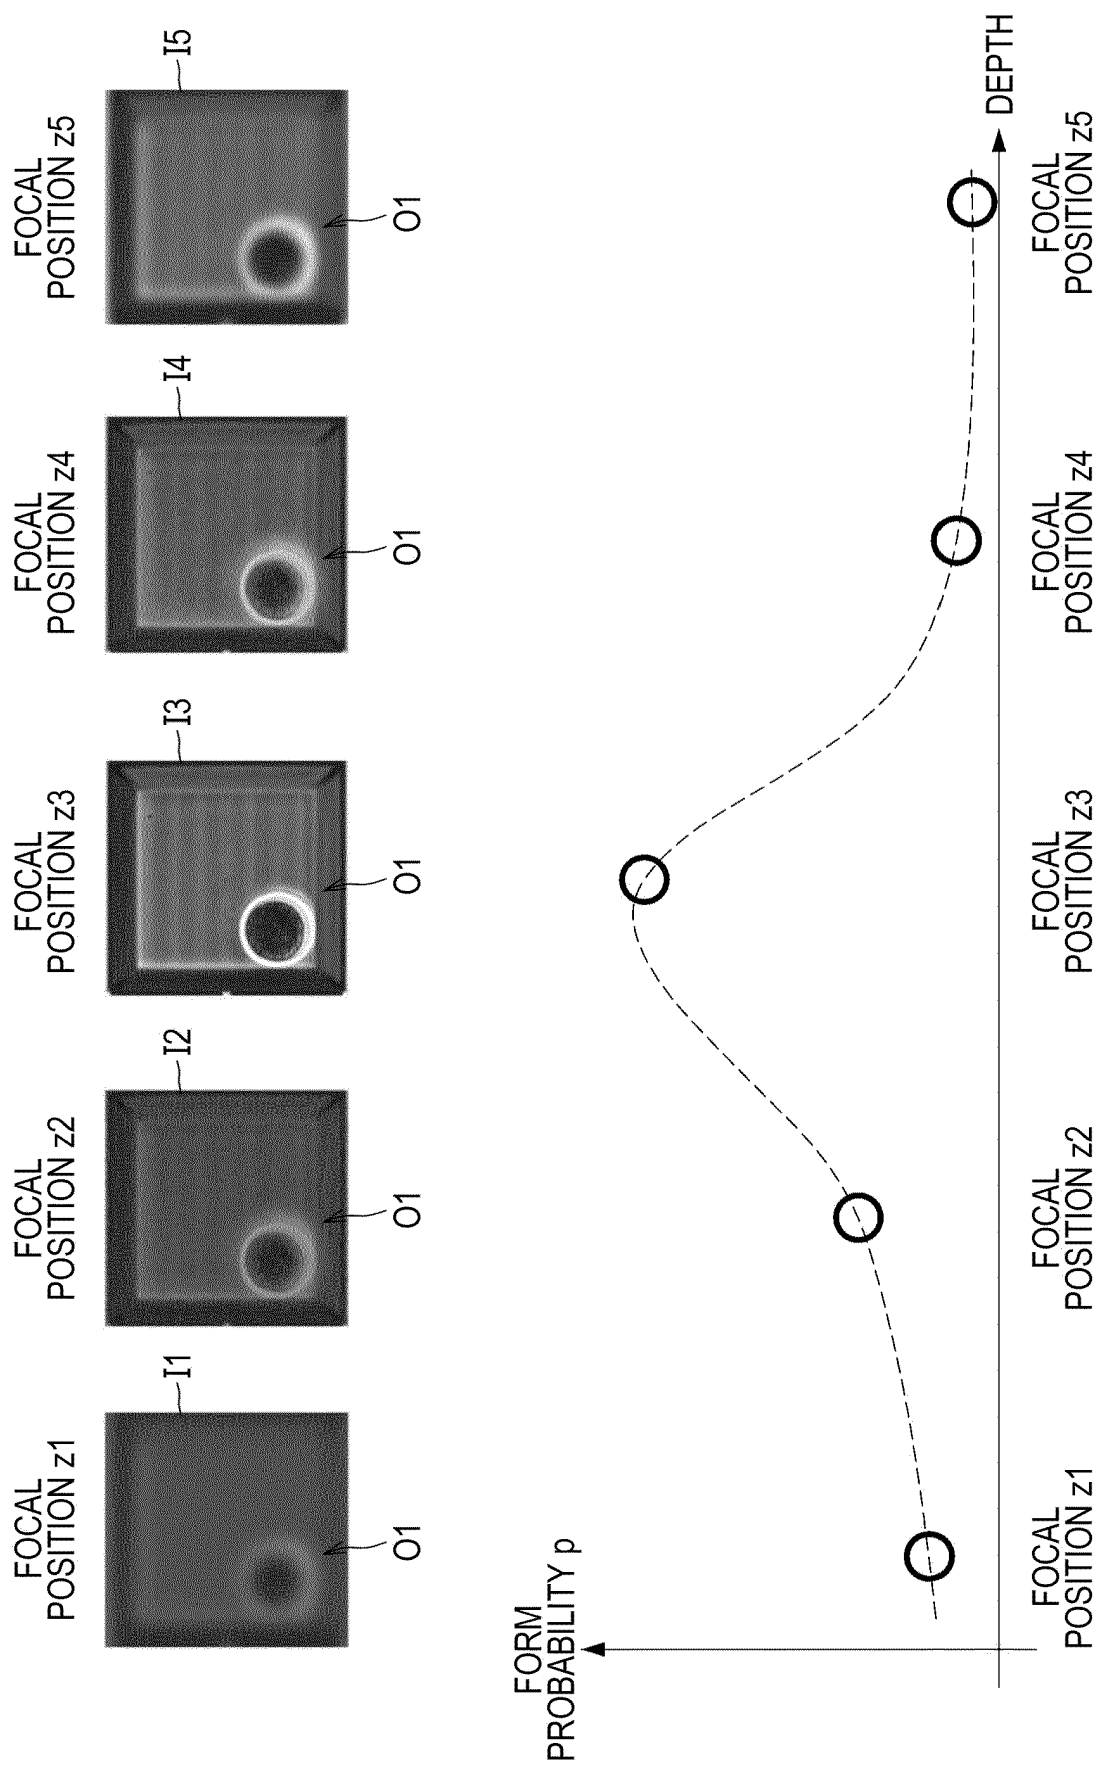 FOCAL
POSITION z1
FOCAL
POSITION z2
FOCAL
POSITION z3
FOCAL
POSITION z4
FOCAL
POSITION z5
I1
I2
I3
I4
I5
O1
O1
O1
O1
O1
FORM
PROBABILITY p
DEPTH
FOCAL
POSITION z1
FOCAL
POSITION z2
FOCAL
POSITION z3
FOCAL
POSITION z4
FOCAL
POSITION z5